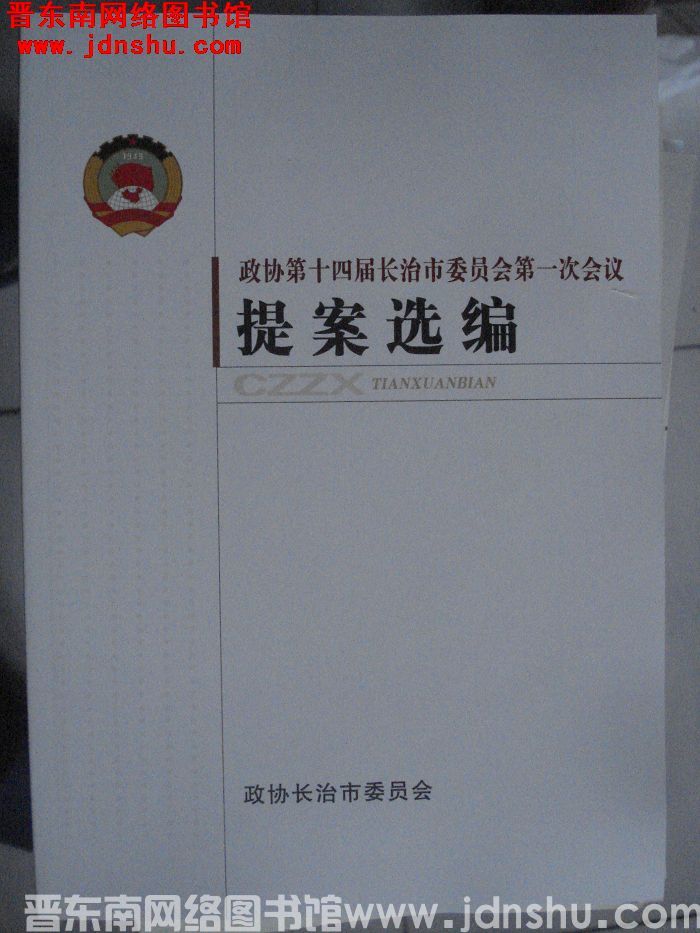 晋东南网络图书馆
www.jdnshu.com
1949
政协第十四届长治市委员会第一次会议
提案选编
CZZX TIANXUANBIAN
政协长治市委员会
晋东南网络图书馆www.jdnshu.com